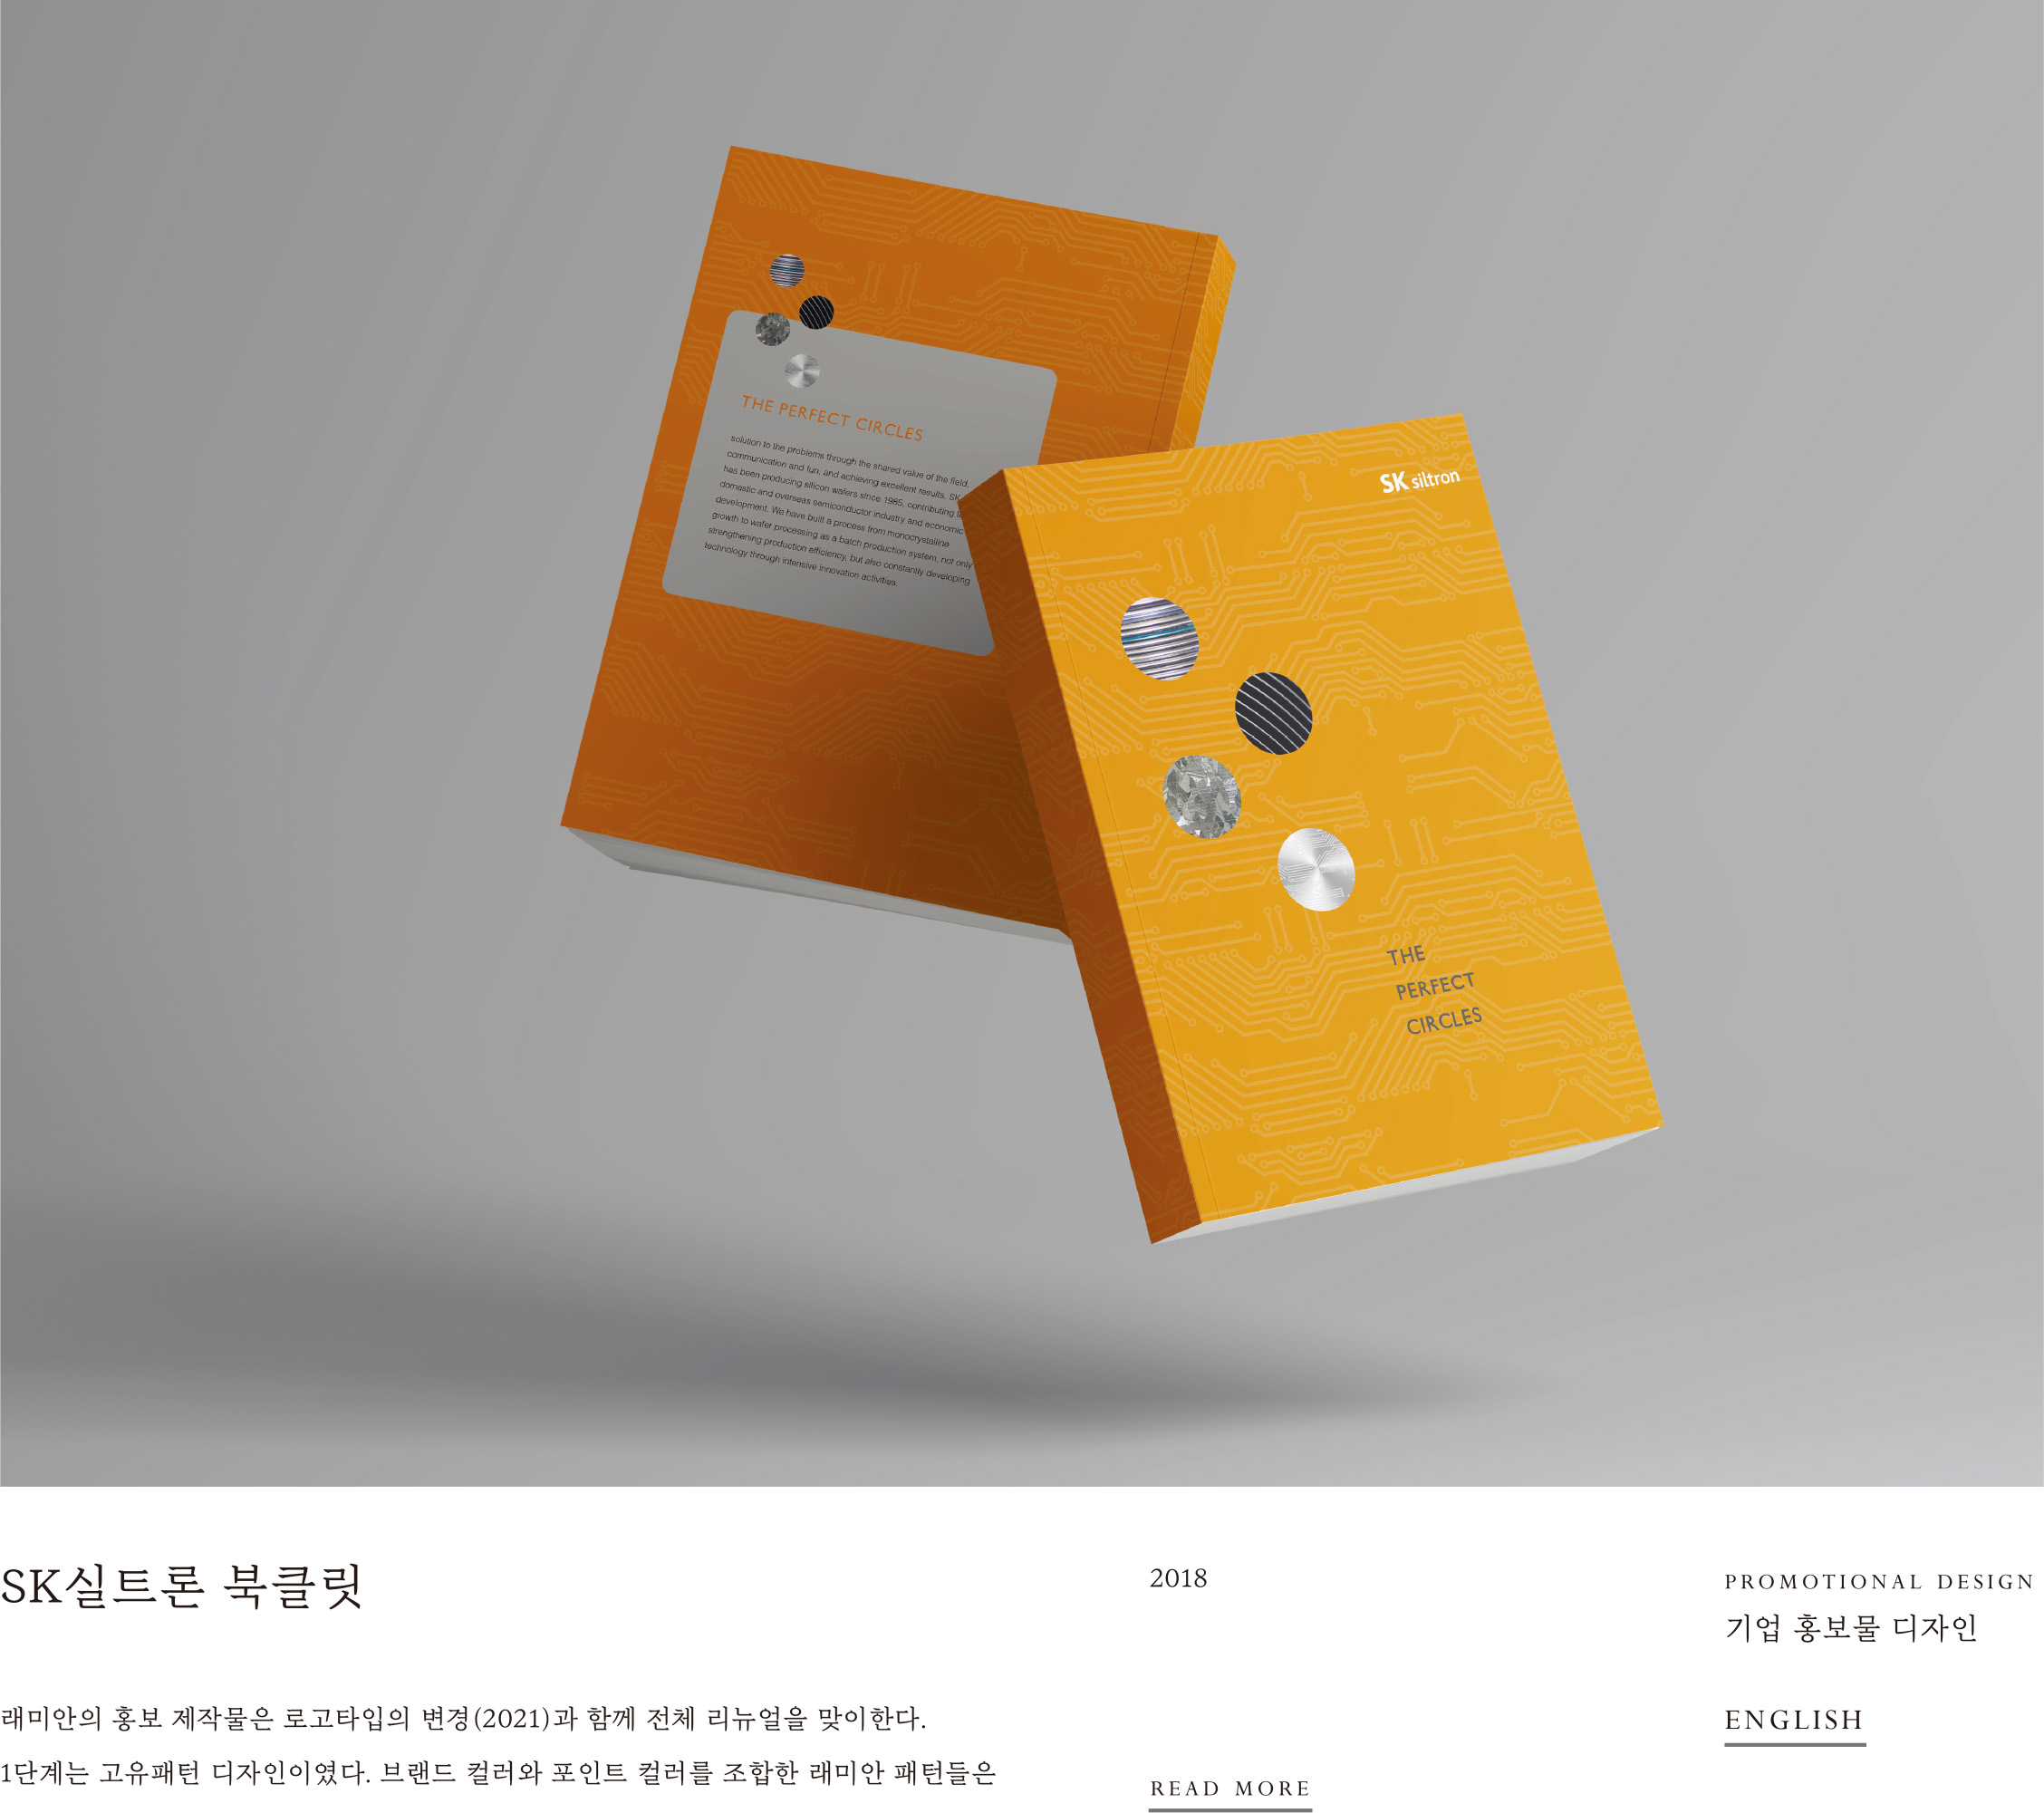 THE PERFECT CIRCLES
solution to the problems through the shared value of the field,
communication and fun, and achieving excellent results. SK
has been producing silicon wafers since 1985, contributing
domestic and overseas semiconductor industry and economic
development. We have built a process from monocrystalline
growth to wafer processing as a batch production system, not only
strengthening production efficiency, but also constantly developing
technology through intensive innovation activities.
SK siltron
THE
PERFECT
CIRCLES
SK실트론 북클릿
2018
PROMOTIONAL DESIGN
기업 홍보물 디자인
래미안의 홍보 제작물은 로고타입의 변경(2021)과 함께 전체 리뉴얼을 맞이한다.
1단계는 고유패턴 디자인이였다. 브랜드 컬러와 포인트 컬러를 조합한 래미안 패턴들은
ENGLISH
READ MORE